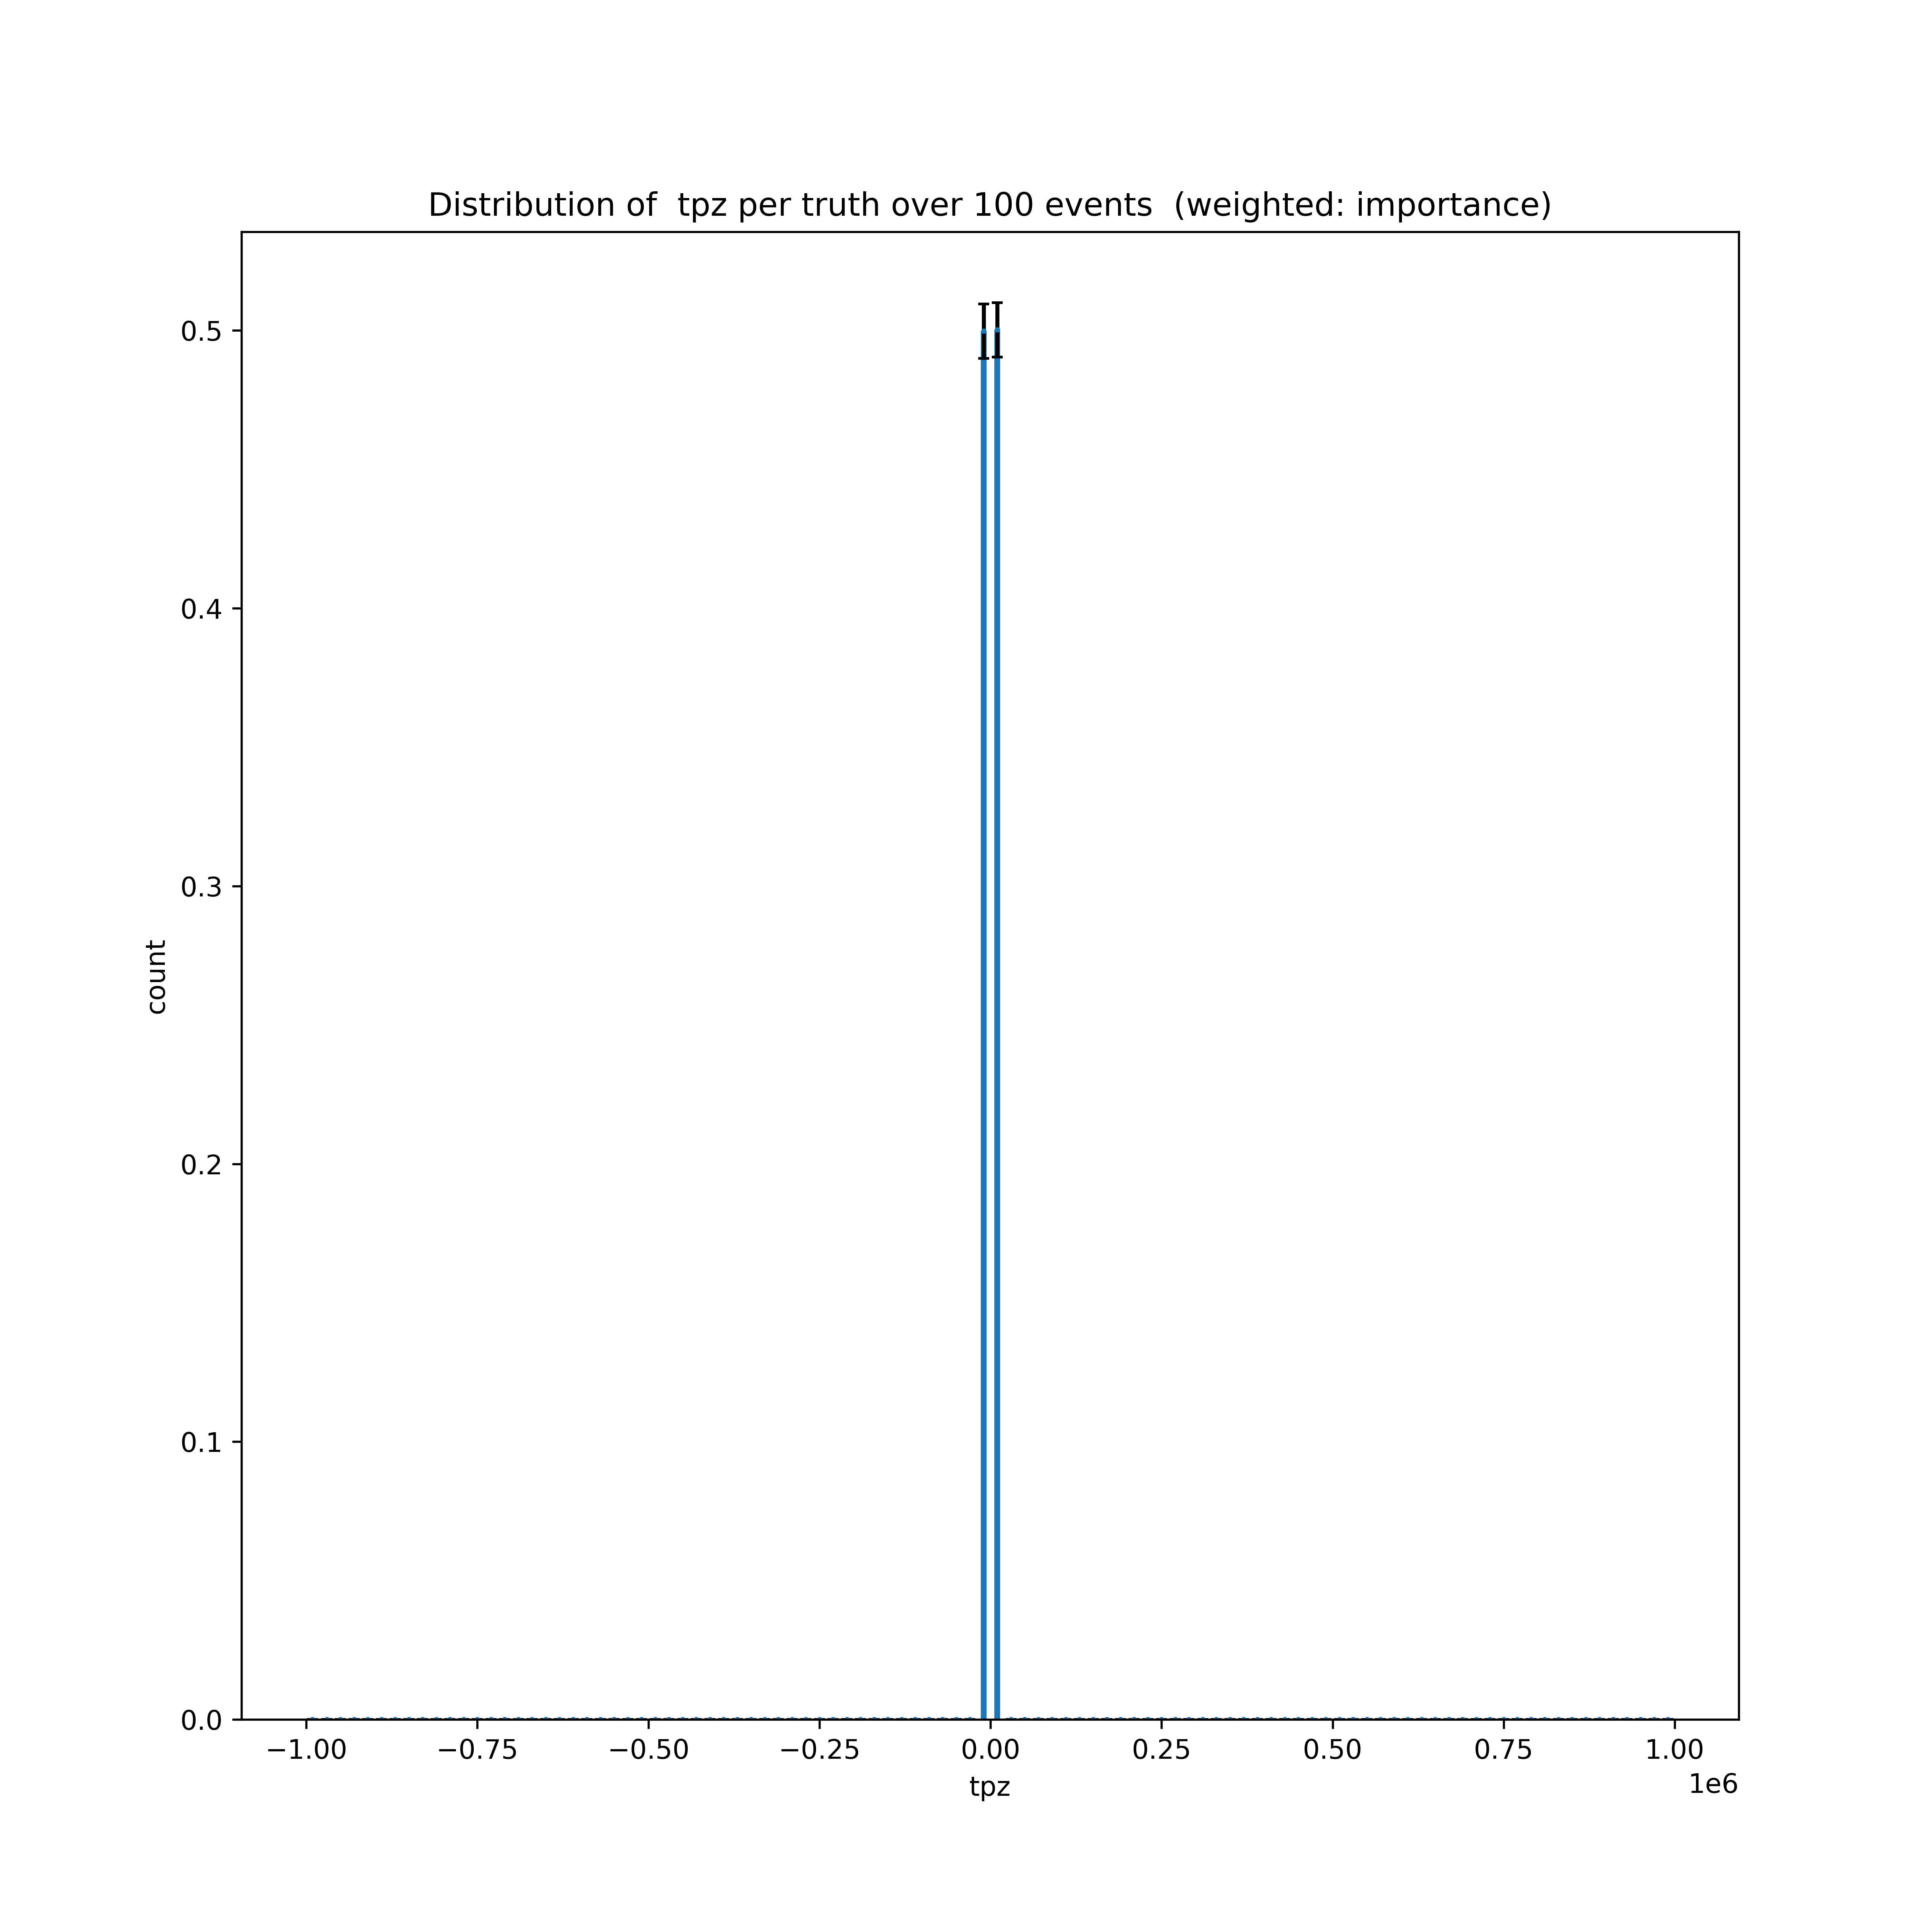 Distribution of  tpz per truth over 100 events  (weighted: importance)
0.5
0.4
0.3
0.2
0.1
0.0
count
−1.00 −0.75 −0.50 −0.25 0.00 0.25 0.50 0.75 1.00
1e6
tpz